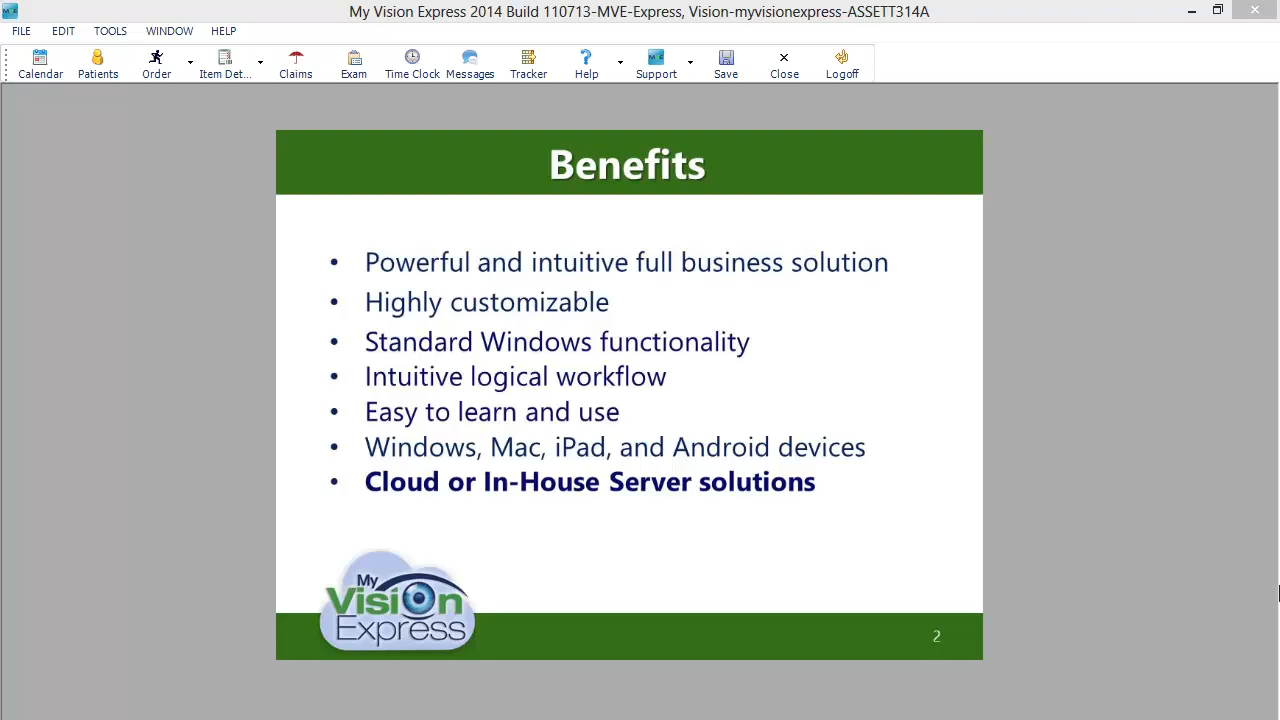 My Vision Express 2014 Build 110713-MVE-Express, Vision-myvisionexpress-ASSETT314A
FILE EDIT TOOLS WINDOW HELP
Calendar Patients Order Item Det... Claims Exam Time Clock Messages Tracker Help Support Save Close Logoff
Benefits
• Powerful and intuitive full business solution
• Highly customizable
• Standard Windows functionality
• Intuitive logical workflow
• Easy to learn and use
• Windows, Mac, iPad, and Android devices
• Cloud or In-House Server solutions
My
Vision
Express
2